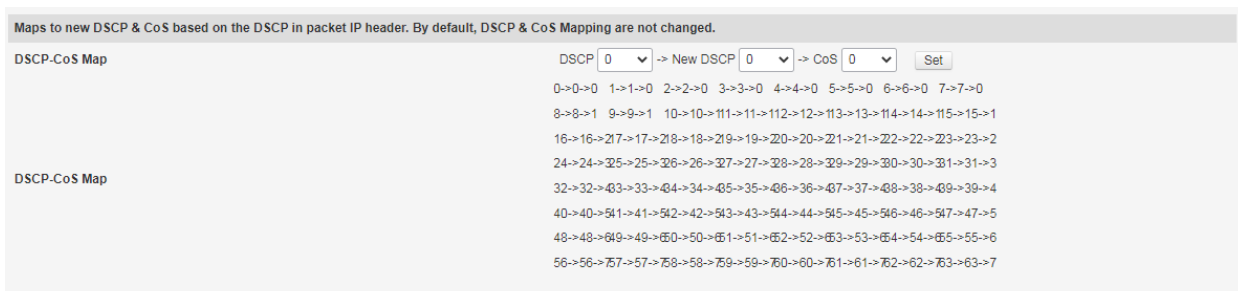 Maps to new DSCP & CoS based on the DSCP in packet IP header. By default, DSCP & CoS Mapping are not changed.
DSCP-CoS Map DSCP 0 -> New DSCP 0 -> CoS 0 Set
DSCP-CoS Map
0->0->0 1->1->0 2->2->0 3->3->0 4->4->0 5->5->0 6->6->0 7->7->0
8->8->1 9->9->1 10->10->1 11->11->1 12->12->1 13->13->1 14->14->1 15->15->1
16->16->2 17->17->2 18->18->2 19->19->2 20->20->2 21->21->2 22->22->2 23->23->2
24->24->3 25->25->3 26->26->3 27->27->3 28->28->3 29->29->3 30->30->3 31->31->3
32->32->4 33->33->4 34->34->4 35->35->4 36->36->4 37->37->4 38->38->4 39->39->4
40->40->5 41->41->5 42->42->5 43->43->5 44->44->5 45->45->5 46->46->5 47->47->5
48->48->6 49->49->6 50->50->6 51->51->6 52->52->6 53->53->6 54->54->6 55->55->6
56->56->7 57->57->7 58->58->7 59->59->7 60->60->7 61->61->7 62->62->7 63->63->7